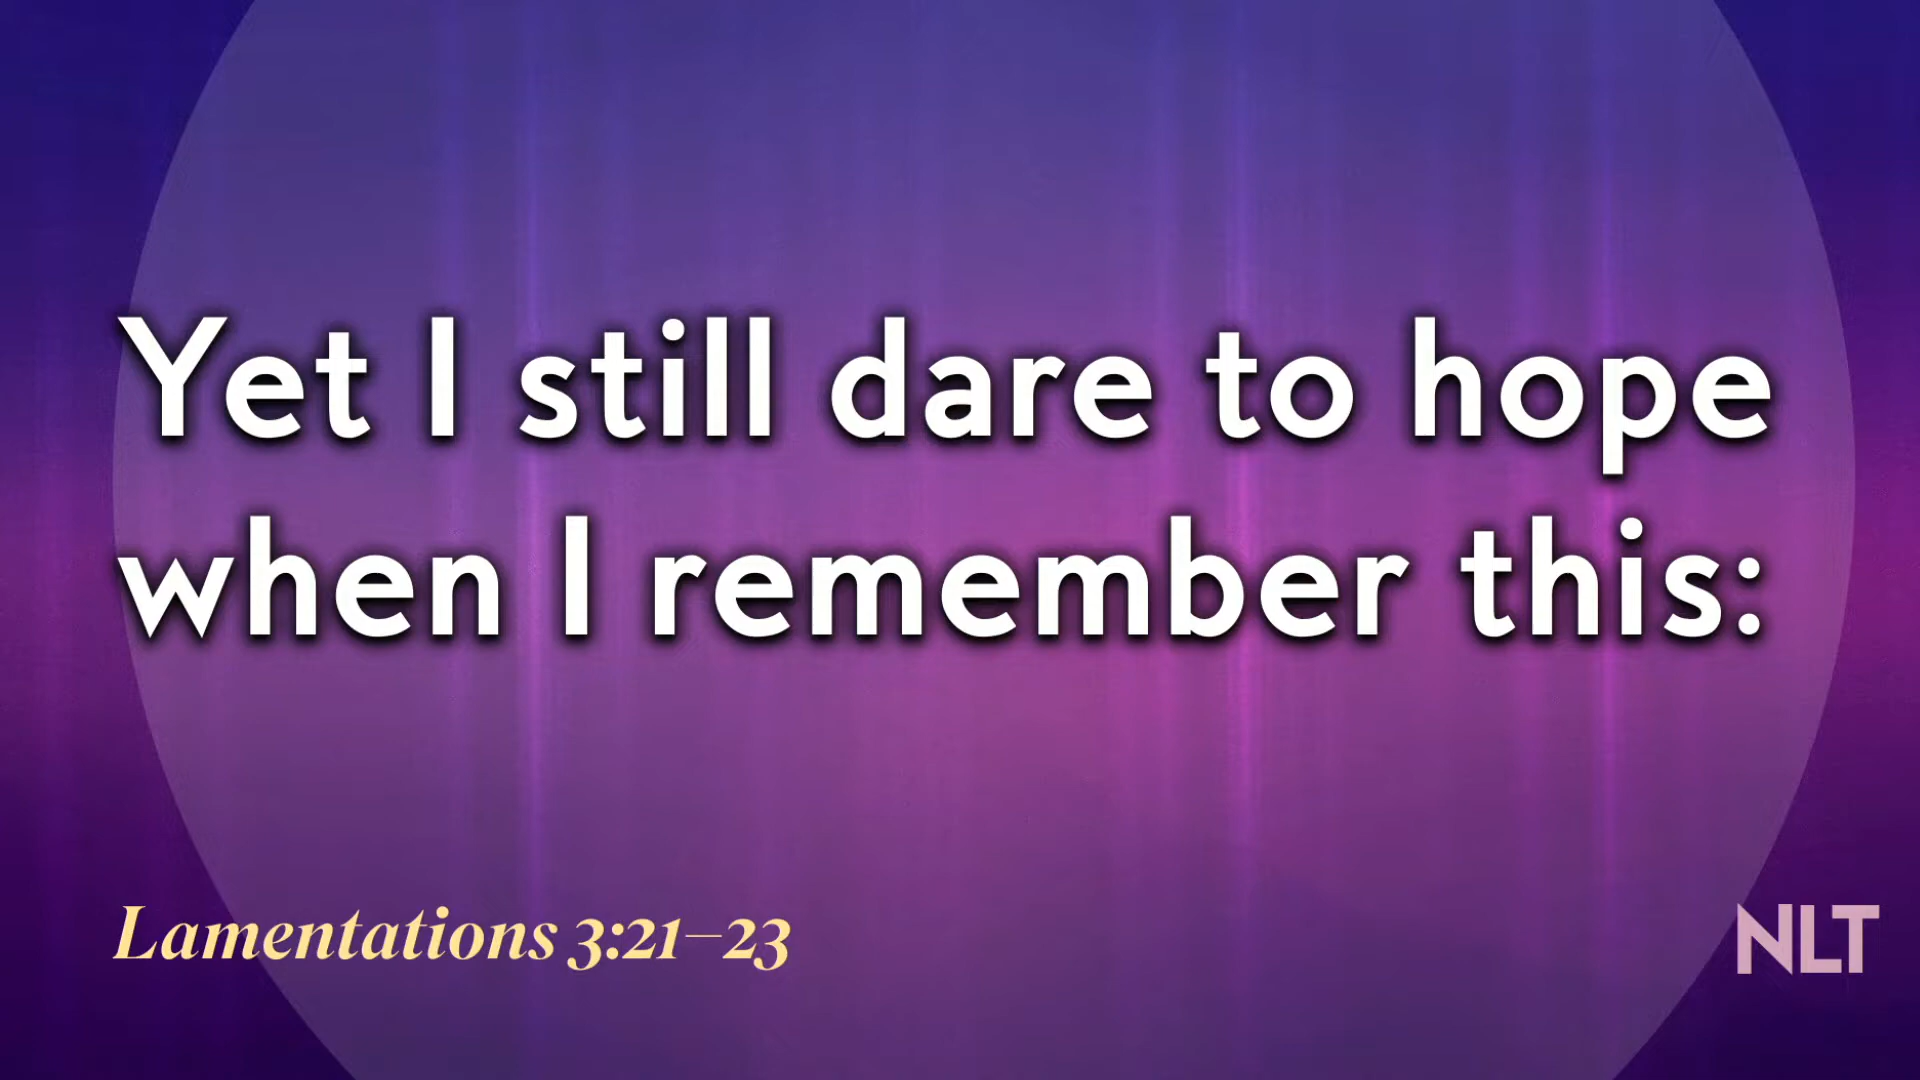 Yet I still dare to hope
when I remember this:
Lamentations 3:21–23
NLT